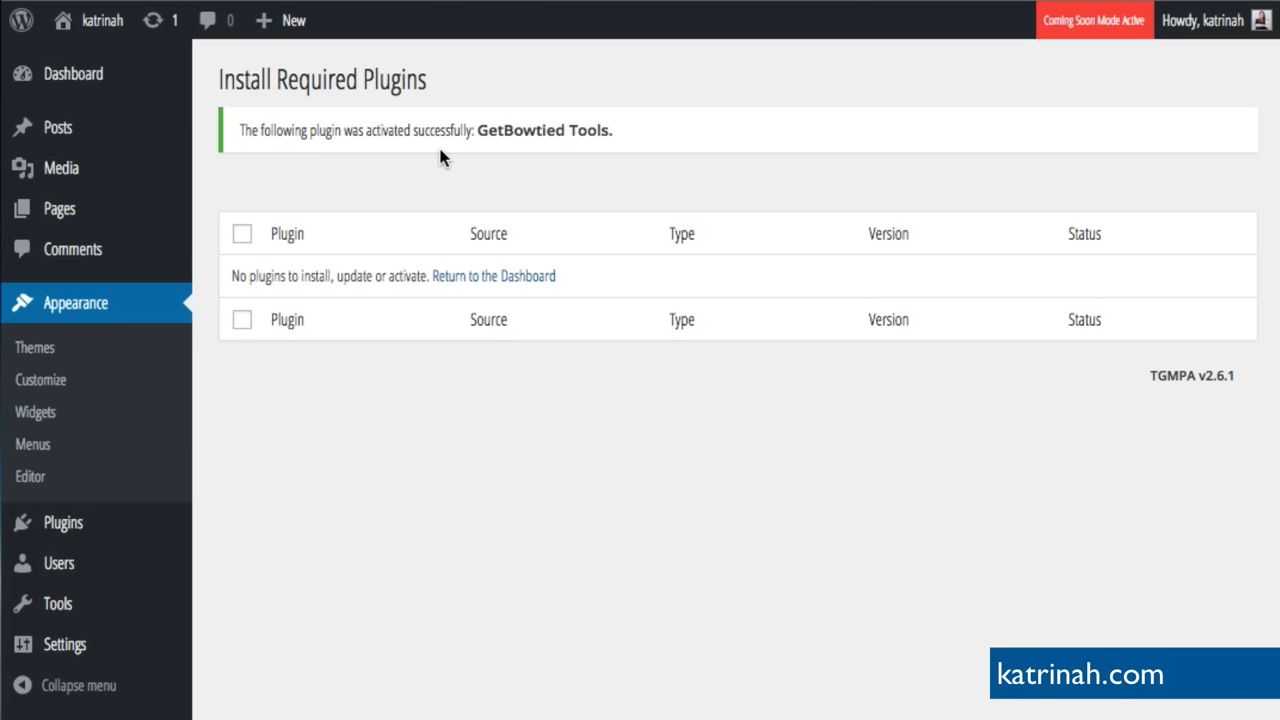 katrinah 1 0 New Coming Soon Mode Active Howdy, katrinah
Dashboard
Posts
Media
Pages
Comments
Appearance
Themes
Customize
Widgets
Menus
Editor
Plugins
Users
Tools
Settings
Collapse menu
Install Required Plugins
The following plugin was activated successfully: GetBowtied Tools.
Plugin Source Type Version Status
No plugins to install, update or activate. Return to the Dashboard
Plugin Source Type Version Status
TGMPA v2.6.1
katrinah.com